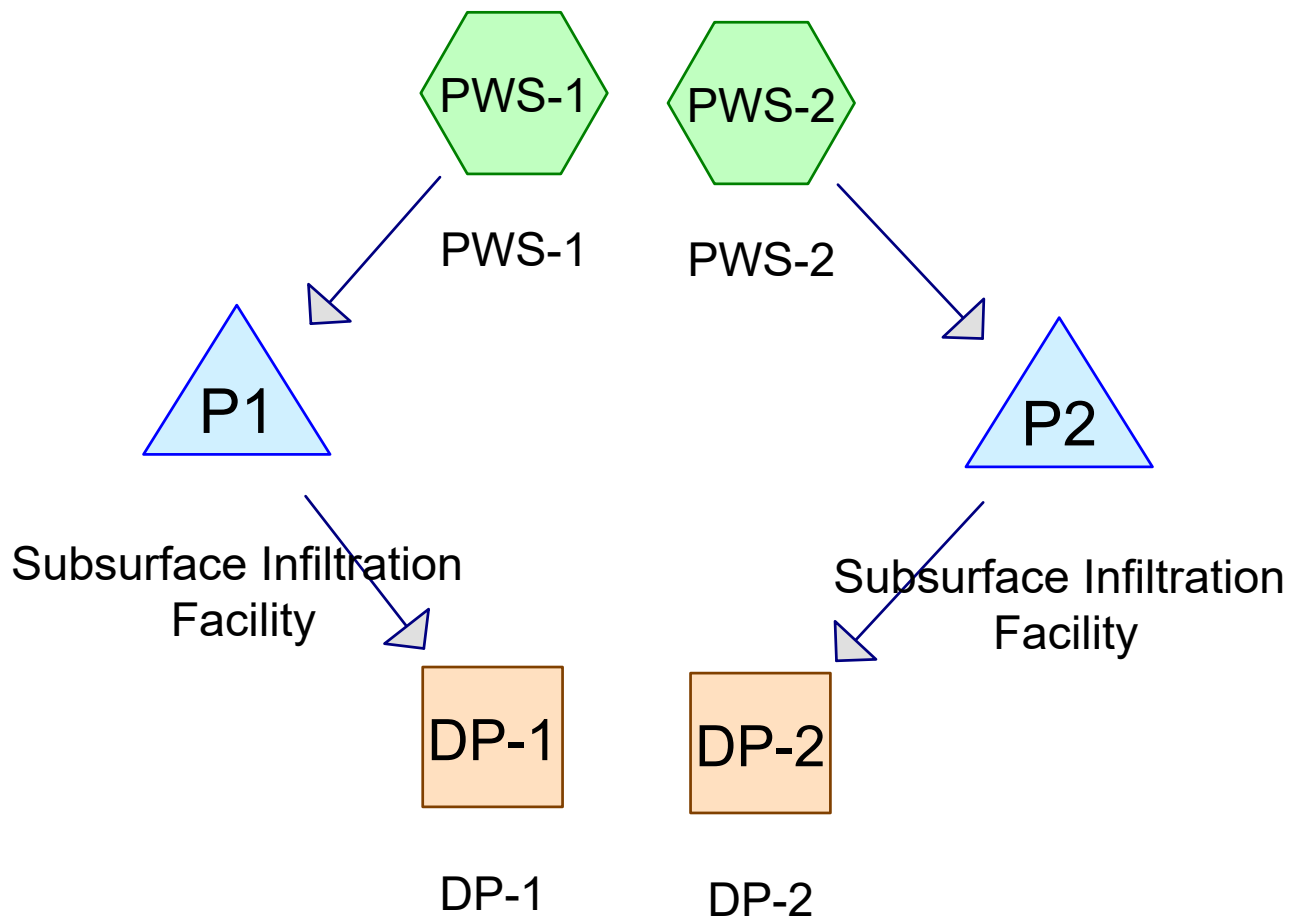 PWS-1
PWS-2
PWS-1
PWS-2
P1
P2
Subsurface Infiltration
Facility
Subsurface Infiltration
Facility
DP-1
DP-2
DP-1
DP-2